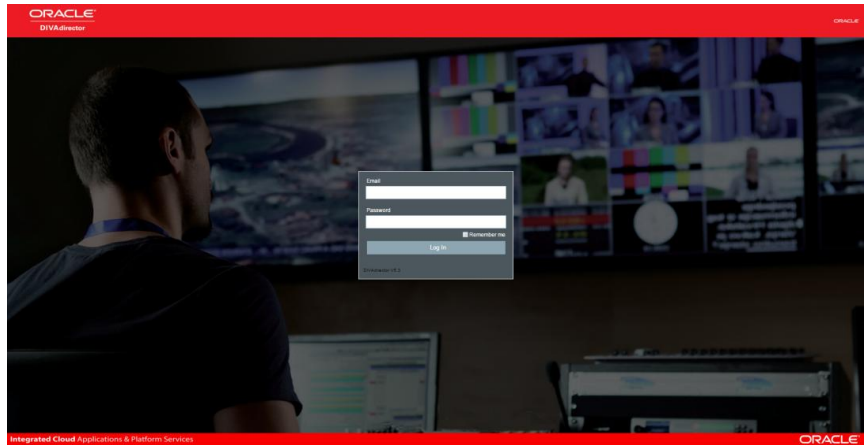 ORACLE
DIVAdirector
ORACLE
Email
Password
Remember me
Log In
Integrated Cloud Applications & Platform Services
ORACLE